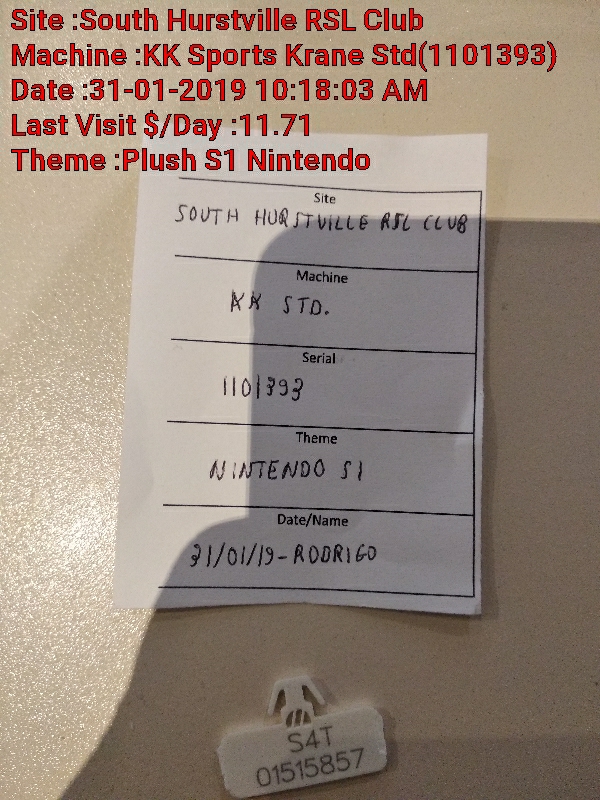 Site :South Hurstville RSL Club
Machine :KK Sports Krane Std(1101393)
Date :31-01-2019 10:18:03 AM
Last Visit $/Day :11.71
Theme :Plush S1 Nintendo
Site
SOUTH HURSTVILLE RSL CLUB
Machine
KK STD.
Serial
1101393
Theme
NINTENDO S1
Date/Name
31/01/19-RODRIGO
S4T
01515857